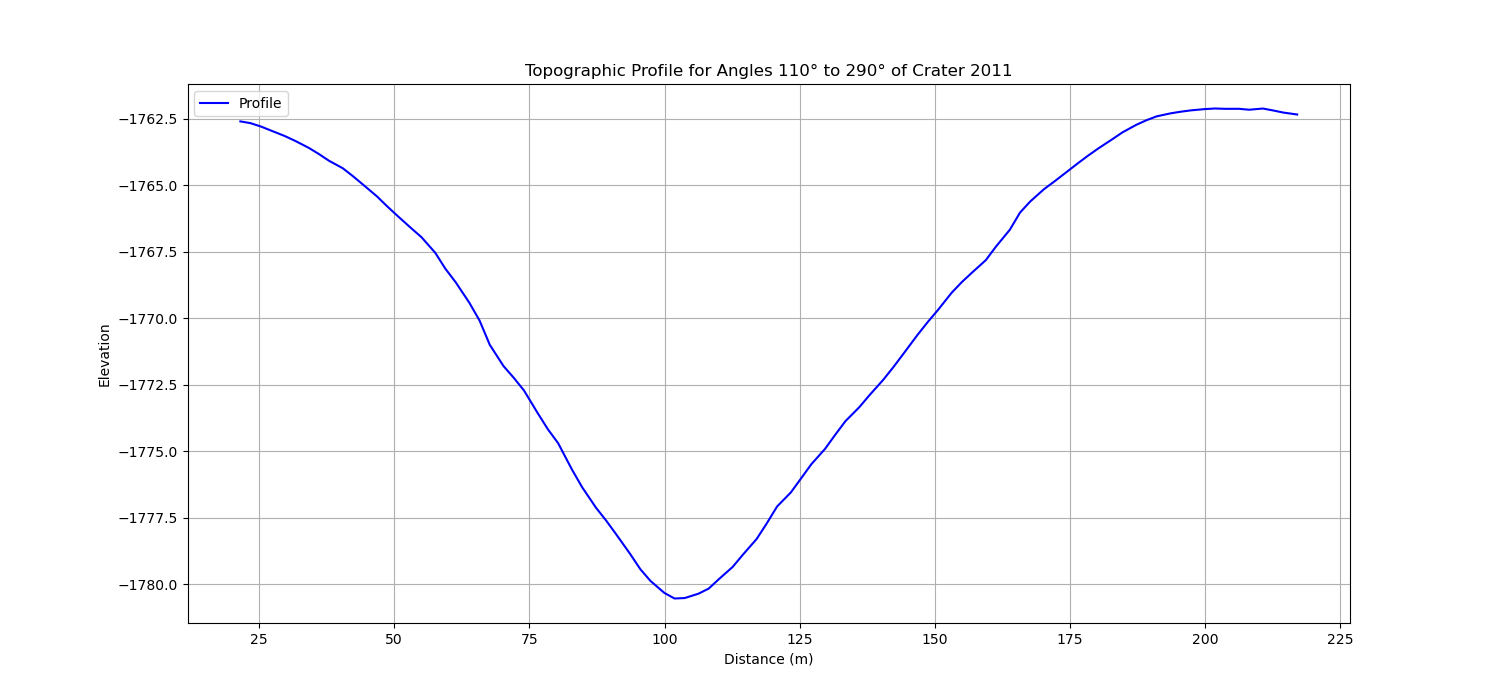 Topographic Profile for Angles 110° to 290° of Crater 2011
Profile
Elevation
−1762.5
−1765.0
−1767.5
−1770.0
−1772.5
−1775.0
−1777.5
−1780.0
25 50 75 100 125 150 175 200 225
Distance (m)